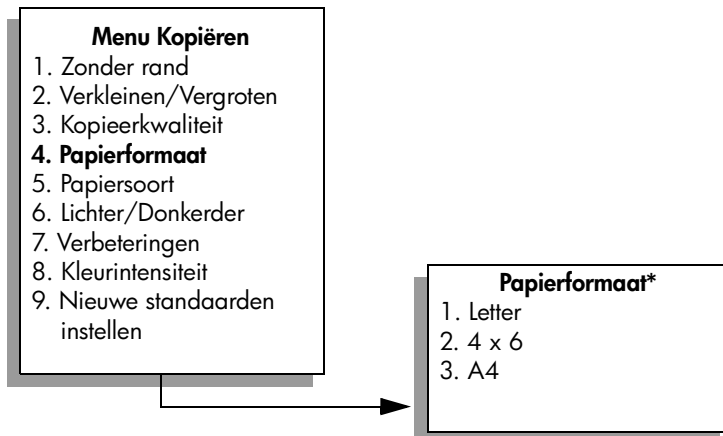 Menu Kopiëren
1. Zonder rand
2. Verkleinen/Vergroten
3. Kopieerkwaliteit
4. Papierformaat
5. Papiersoort
6. Lichter/Donkerder
7. Verbeteringen
8. Kleurintensiteit
9. Nieuwe standaarden
instellen
Papierformaat*
1. Letter
2. 4 x 6
3. A4